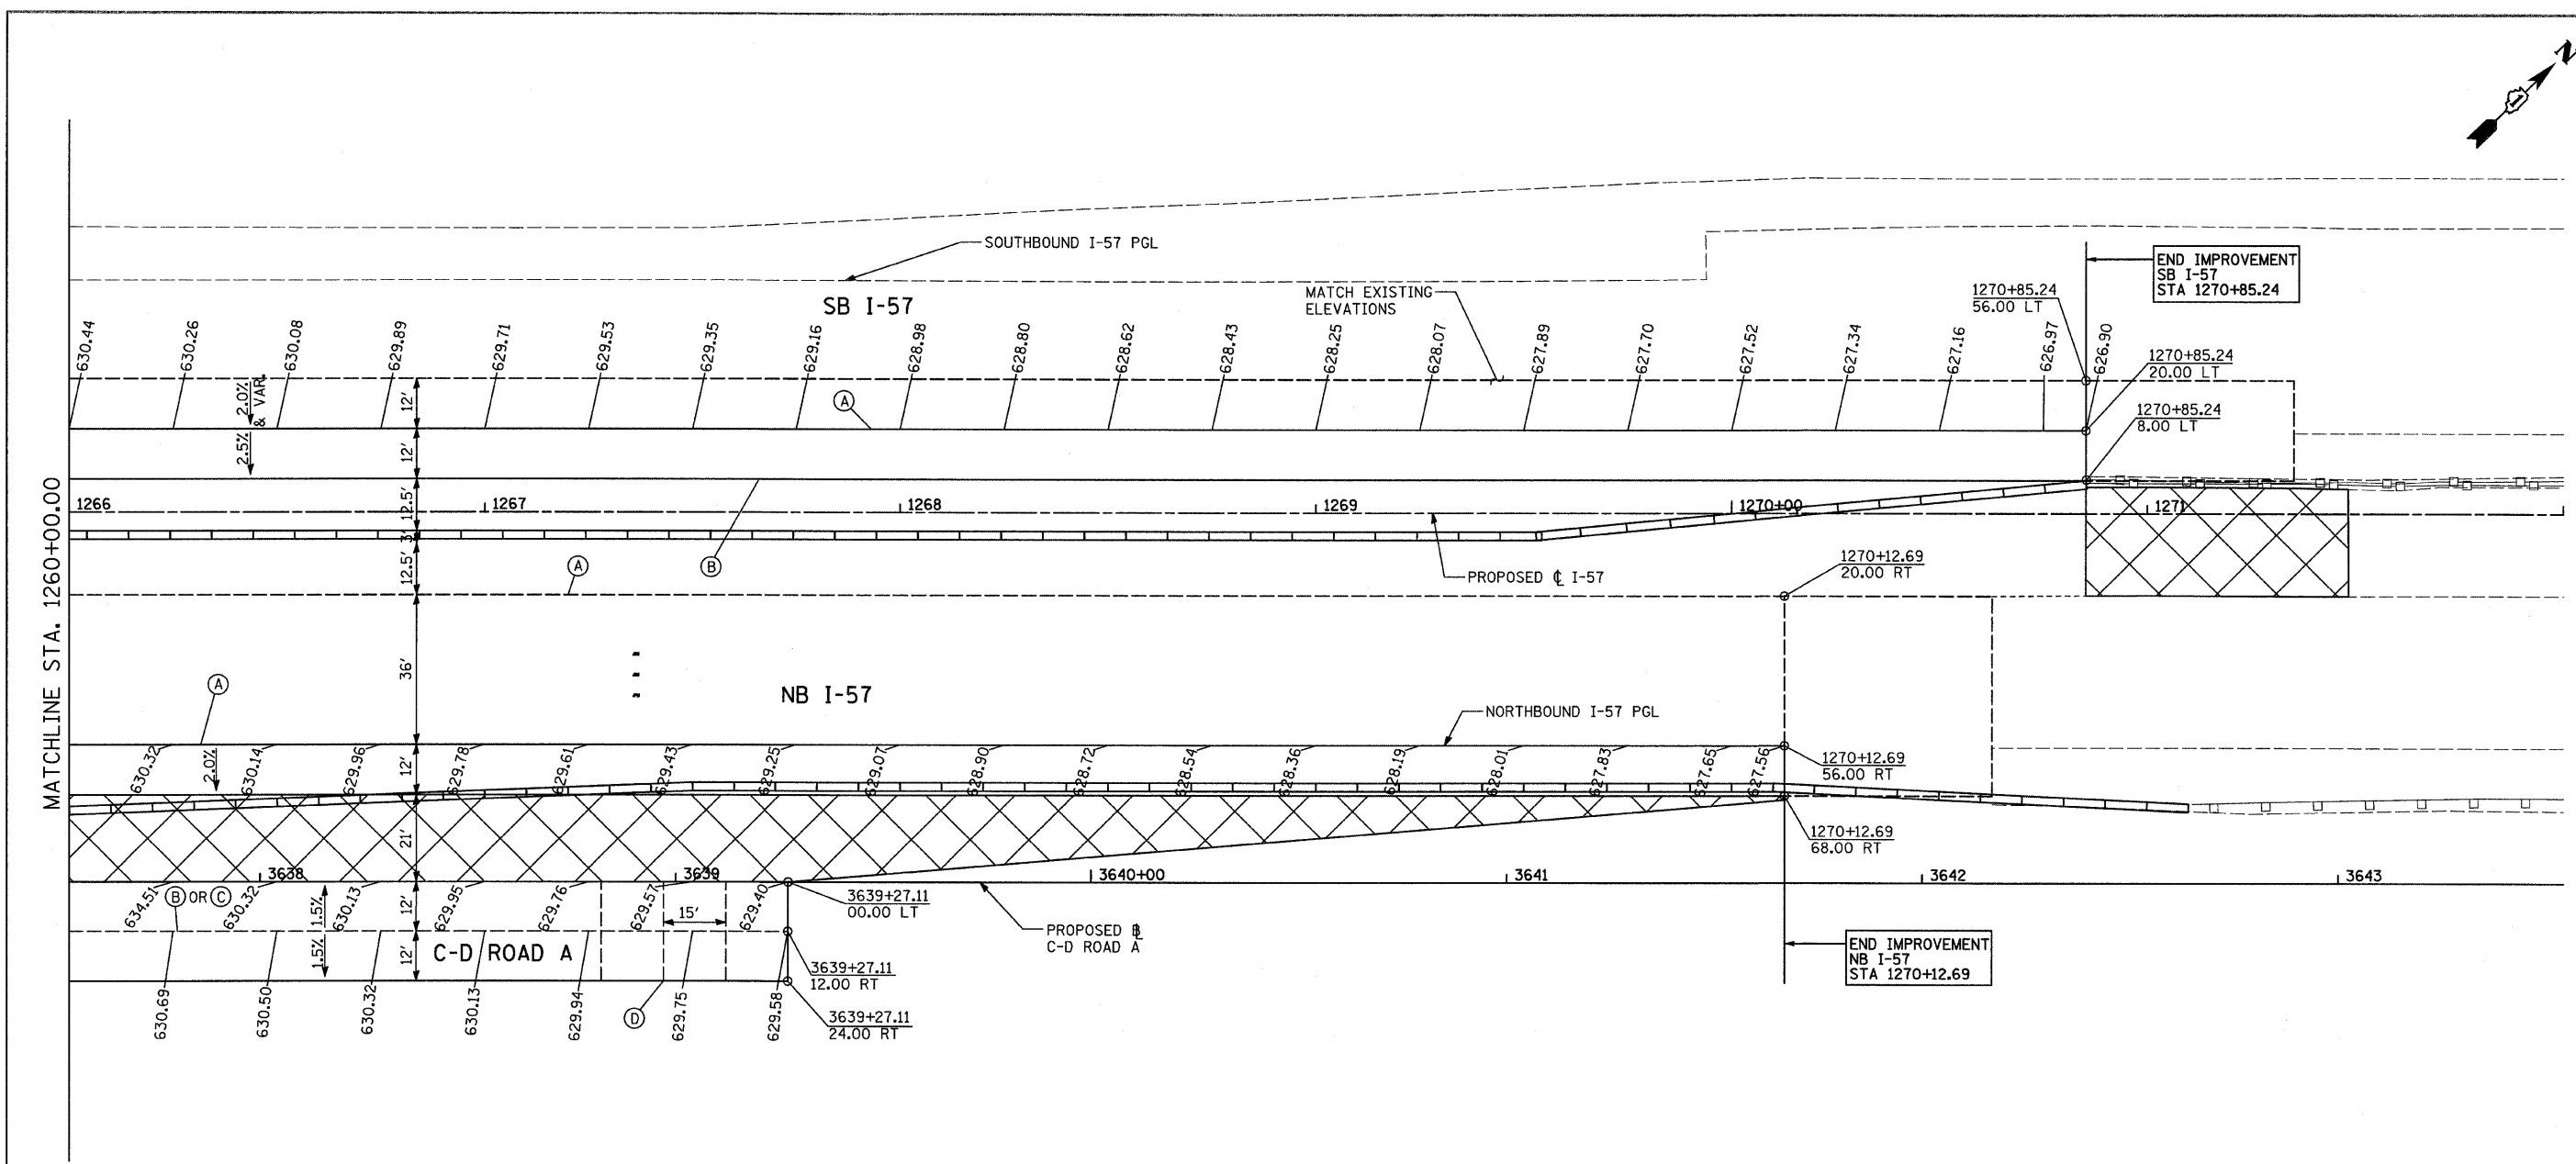 N
SOUTHBOUND I-57 PGL
END IMPROVEMENT
SB I-57
STA 1270+85.24
SB I-57
MATCH EXISTING
ELEVATIONS
1270+85.24
56.00 LT
630.44
630.26
630.08
629.89
629.71
629.53
629.35
629.16
628.98
628.80
628.62
628.43
628.25
628.07
627.89
627.70
627.52
627.34
627.16
626.97
626.90
1270+85.24
20.00 LT
2.0%
& VAR.
12'
A
1270+85.24
8.00 LT
2.5%
12'
MATCHLINE STA. 1260+00.00
1266
1267
1268
1269
1270+00
1271
12.5'
3'
12.5'
A
B
PROPOSED ℄ I-57
1270+12.69
20.00 RT
36'
A
NB I-57
NORTHBOUND I-57 PGL
2.0%
12'
630.32
630.14
629.96
629.78
629.61
629.43
629.25
629.07
628.90
628.72
628.54
628.36
628.19
628.01
627.83
627.65
627.56
1270+12.69
56.00 RT
1270+12.69
68.00 RT
21'
3638
3639
3640+00
3641
3642
3643
634.51
B OR C
630.32
1.5%
630.13
12'
629.95
629.76
629.57
15'
629.40
3639+27.11
00.00 LT
PROPOSED B
C-D ROAD A
1.5%
12'
C-D ROAD A
END IMPROVEMENT
NB I-57
STA 1270+12.69
3639+27.11
12.00 RT
630.69
630.50
630.32
630.13
629.94
D
629.75
629.58
3639+27.11
24.00 RT